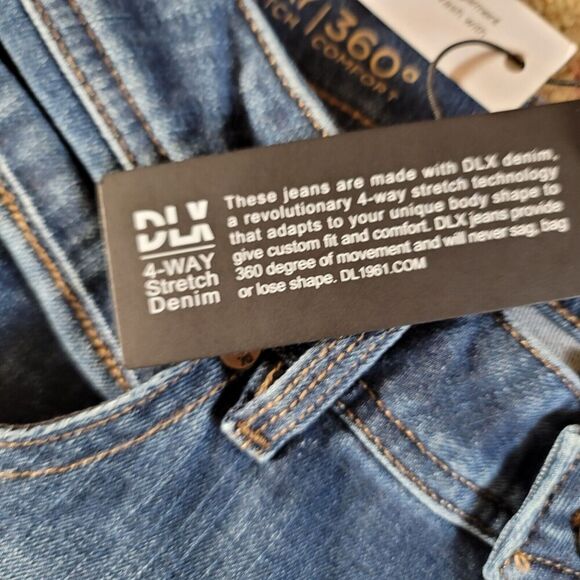 360°
COMFORT
DLX
4-WAY
Stretch
Denim
These jeans are made with DLX denim,
a revolutionary 4-way stretch technology
that adapts to your unique body shape to
give custom fit and comfort. DLX jeans provide
360 degree of movement and will never sag, bag
or lose shape. DL1961.COM